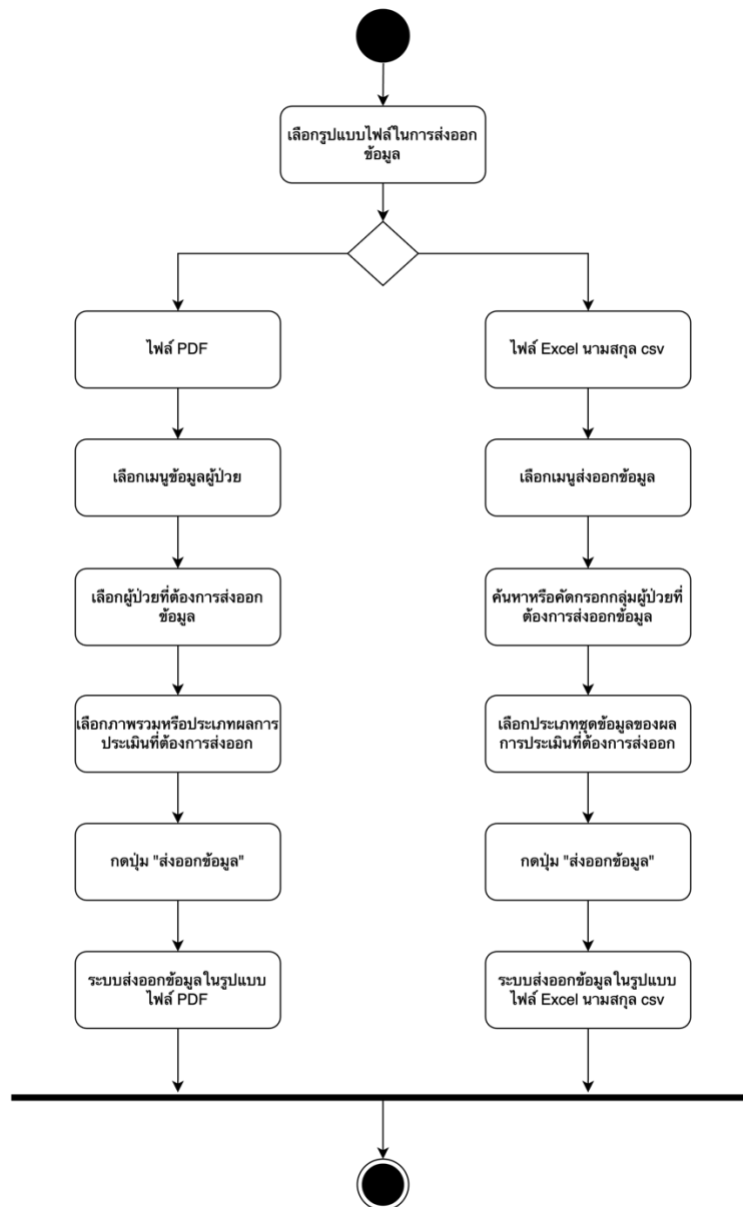 เลือกรูปแบบไฟล์ในการส่งออก
ข้อมูล
ไฟล์ PDF
ไฟล์ Excel นามสกุล csv
เลือกเมนูข้อมูลผู้ป่วย
เลือกเมนูส่งออกข้อมูล
เลือกผู้ป่วยที่ต้องการส่งออก
ข้อมูล
ค้นหาหรือคัดกรอกกลุ่มผู้ป่วยที่
ต้องการส่งออกข้อมูล
เลือกภาพรวมหรือประเภทผลการ
ประเมินที่ต้องการส่งออก
เลือกประเภทชุดข้อมูลของผล
การประเมินที่ต้องการส่งออก
กดปุ่ม "ส่งออกข้อมูล"
กดปุ่ม "ส่งออกข้อมูล"
ระบบส่งออกข้อมูลในรูปแบบ
ไฟล์ PDF
ระบบส่งออกข้อมูลในรูปแบบ
ไฟล์ Excel นามสกุล csv